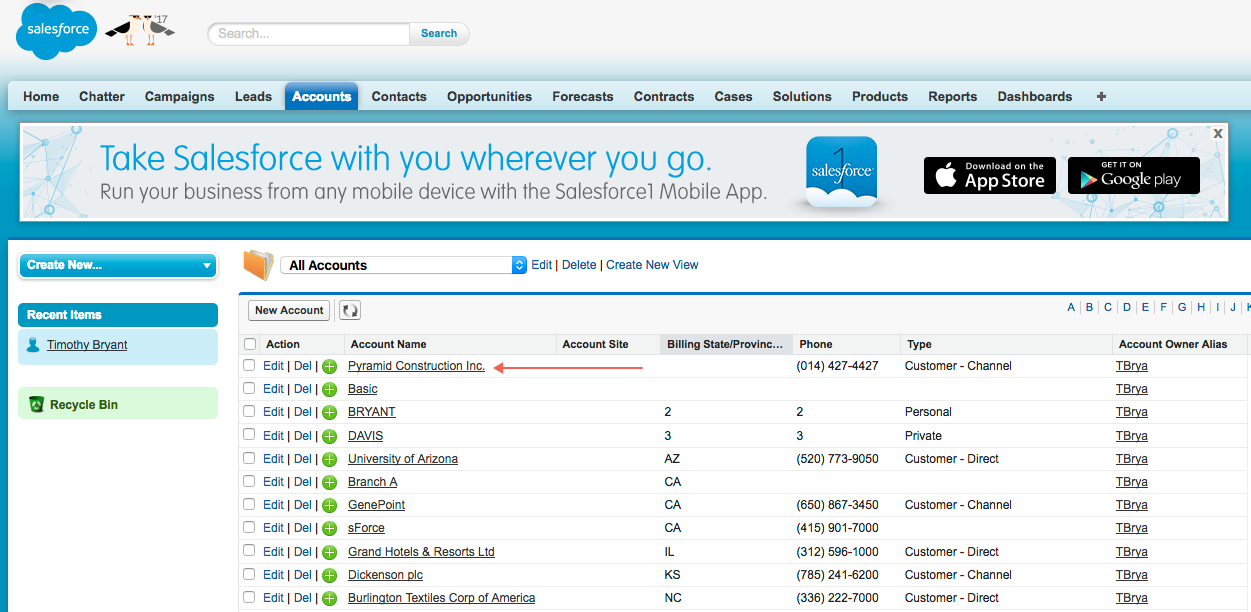 salesforce
'17
Search...
Search
Home Chatter Campaigns Leads Accounts Contacts Opportunities Forecasts Contracts Cases Solutions Products Reports Dashboards +
Take Salesforce with you wherever you go.
Run your business from any mobile device with the Salesforce1 Mobile App.
1
salesforce
Download on the
App Store
GET IT ON
Google play
X
Create New...
All Accounts
Edit | Delete | Create New View
Recent Items
Timothy Bryant
Recycle Bin
New Account
A | B | C | D | E | F | G | H | I | J | K
Action Account Name Account Site Billing State/Provinc... Phone Type Account Owner Alias
Edit | Del | Pyramid Construction Inc. (014) 427-4427 Customer - Channel TBrya
Edit | Del | Basic TBrya
Edit | Del | BRYANT 2 2 Personal TBrya
Edit | Del | DAVIS 3 3 Private TBrya
Edit | Del | University of Arizona AZ (520) 773-9050 Customer - Direct TBrya
Edit | Del | Branch A CA TBrya
Edit | Del | GenePoint CA (650) 867-3450 Customer - Channel TBrya
Edit | Del | sForce CA (415) 901-7000 TBrya
Edit | Del | Grand Hotels & Resorts Ltd IL (312) 596-1000 Customer - Direct TBrya
Edit | Del | Dickenson plc KS (785) 241-6200 Customer - Channel TBrya
Edit | Del | Burlington Textiles Corp of America NC (336) 222-7000 Customer - Direct TBrya